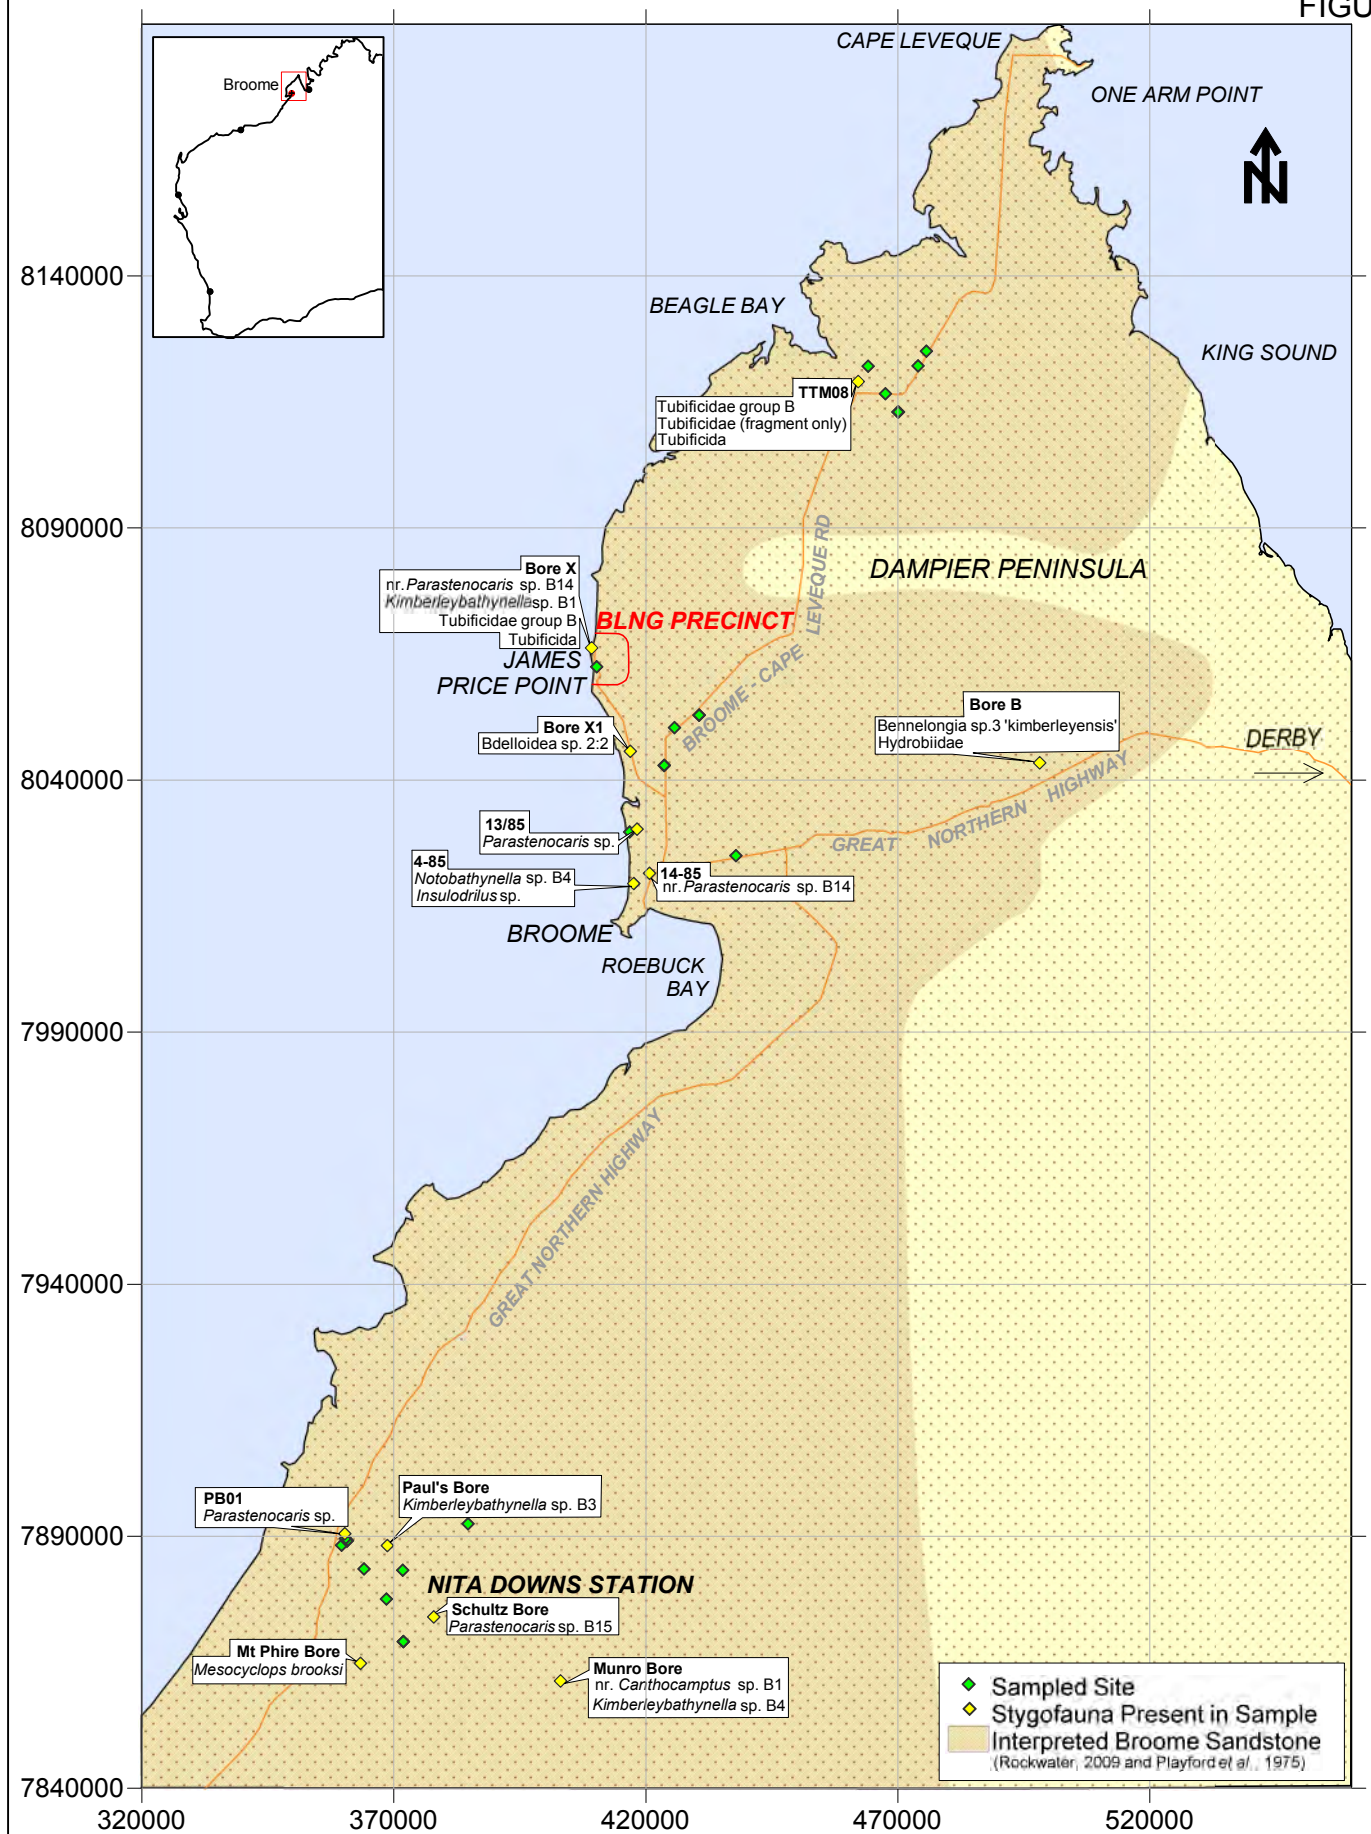 FIGU
CAPE LEVEQUE
ONE ARM POINT
N
Broome
8140000
BEAGLE BAY
KING SOUND
TTM08
Tubificidae group B
Tubificidae (fragment only)
Tubificida
8090000
DAMPIER PENINSULA
Bore X
nr. Parastenocaris sp. B14
Kimberleybathynella sp. B1
Tubificidae group B
Tubificida
BLNG PRECINCT
JAMES
PRICE POINT
BROOME - CAPE LEVEQUE RD
Bore X1
Bdelloidea sp. 2:2
Bore B
Bennelongia sp.3 'kimberleyensis'
Hydrobiidae
DERBY
8040000
13/85
Parastenocaris sp.
GREAT NORTHERN HIGHWAY
4-85
Notobathynella sp. B4
Insulodrilus sp.
14-85
nr. Parastenocaris sp. B14
BROOME
ROEBUCK
BAY
7990000
GREAT NORTHERN HIGHWAY
7940000
PB01
Parastenocaris sp.
Paul's Bore
Kimberleybathynella sp. B3
7890000
NITA DOWNS STATION
Schultz Bore
Parastenocaris sp. B15
Mt Phire Bore
Mesocyclops brooksi
Munro Bore
nr. Canthocamptus sp. B1
Kimberleybathynella sp. B4
Sampled Site
Stygofauna Present in Sample
Interpreted Broome Sandstone
(Rockwater, 2009 and Playford et al., 1975)
7840000
320000 370000 420000 470000 520000